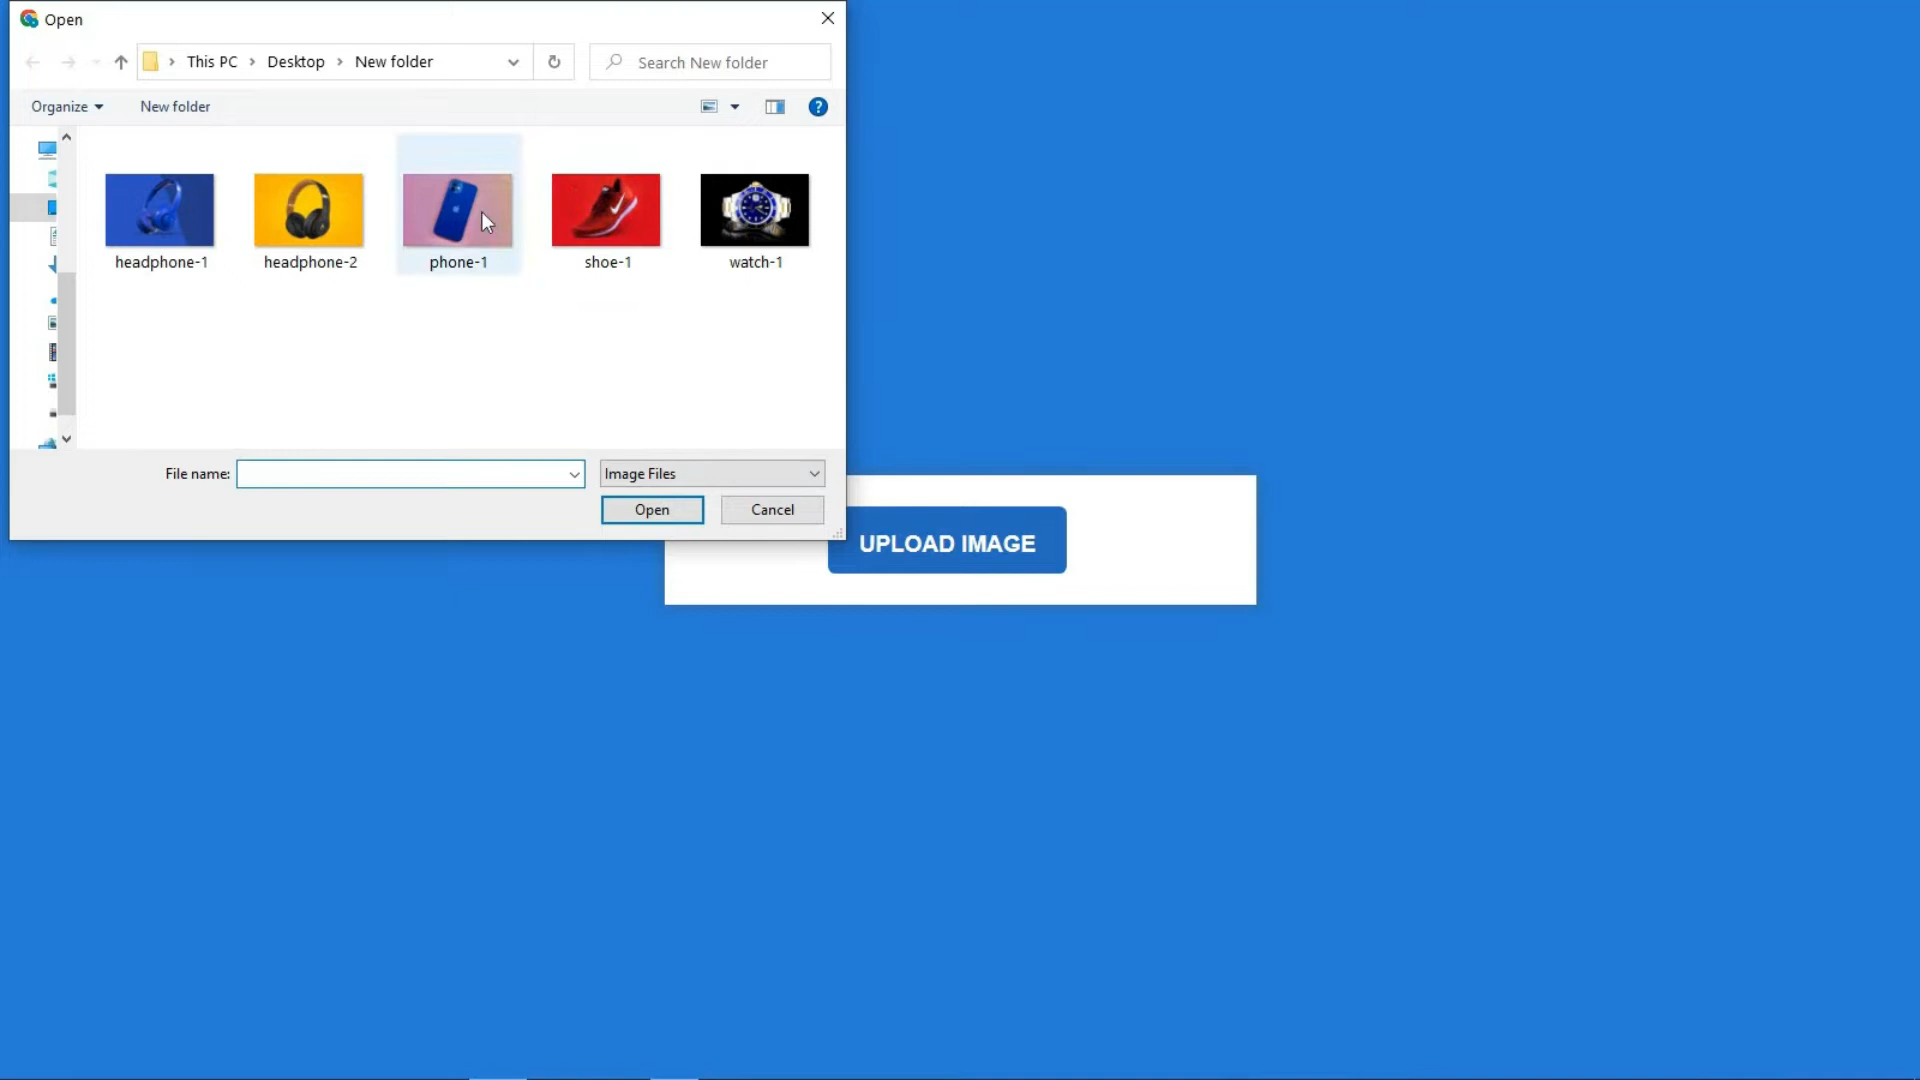 Open
This PC > Desktop > New folder
Search New folder
Organize
New folder
headphone-1
headphone-2
phone-1
shoe-1
watch-1
File name:
Image Files
Open
Cancel
UPLOAD IMAGE